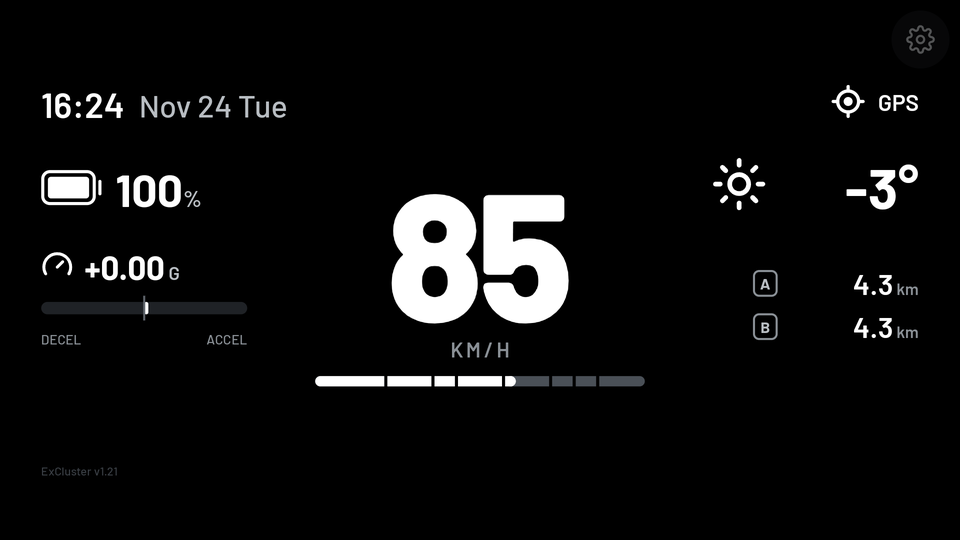 16:24 Nov 24 Tue
GPS
100%
-3°
+0.00 G
DECEL ACCEL
85
KM/H
A 4.3 km
B 4.3 km
ExCluster v1.21